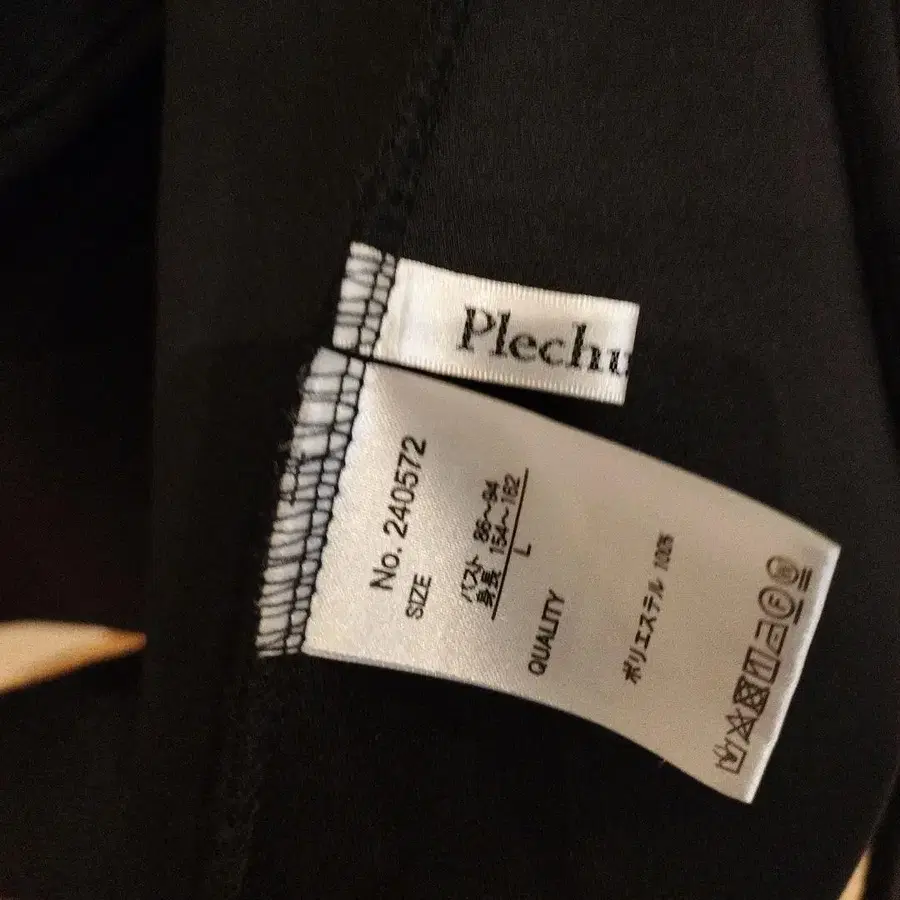 Plechu
No. 240572
SIZE
バスト 86～94
身長 154～162
L
QUALITY
ポリエステル 100%